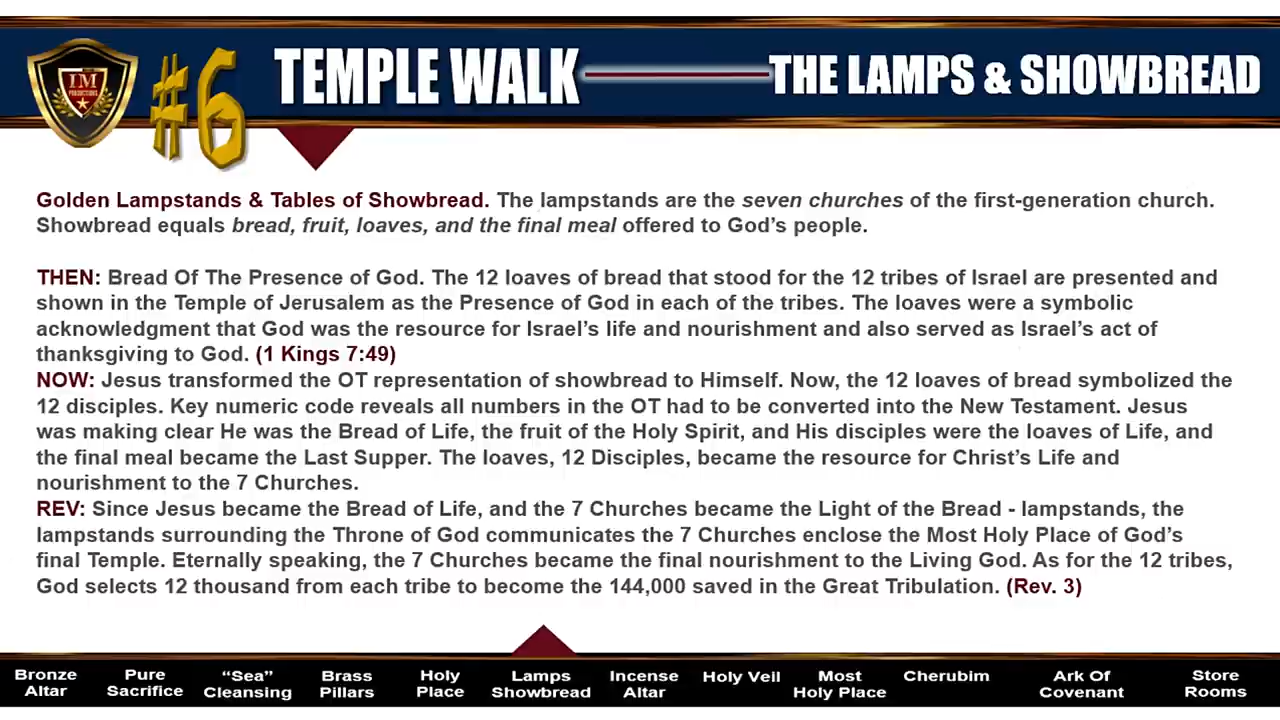 IM
PRODUCTIONS
#6
TEMPLE WALK
THE LAMPS & SHOWBREAD
Golden Lampstands & Tables of Showbread. The lampstands are the seven churches of the first-generation church.
Showbread equals bread, fruit, loaves, and the final meal offered to God's people.
THEN: Bread Of The Presence of God. The 12 loaves of bread that stood for the 12 tribes of Israel are presented and
shown in the Temple of Jerusalem as the Presence of God in each of the tribes. The loaves were a symbolic
acknowledgment that God was the resource for Israel's life and nourishment and also served as Israel's act of
thanksgiving to God. (1 Kings 7:49)
NOW: Jesus transformed the OT representation of showbread to Himself. Now, the 12 loaves of bread symbolized the
12 disciples. Key numeric code reveals all numbers in the OT had to be converted into the New Testament. Jesus
was making clear He was the Bread of Life, the fruit of the Holy Spirit, and His disciples were the loaves of Life, and
the final meal became the Last Supper. The loaves, 12 Disciples, became the resource for Christ's Life and
nourishment to the 7 Churches.
REV: Since Jesus became the Bread of Life, and the 7 Churches became the Light of the Bread - lampstands, the
lampstands surrounding the Throne of God communicates the 7 Churches enclose the Most Holy Place of God's
final Temple. Eternally speaking, the 7 Churches became the final nourishment to the Living God. As for the 12 tribes,
God selects 12 thousand from each tribe to become the 144,000 saved in the Great Tribulation. (Rev. 3)
Bronze
Altar
Pure
Sacrifice
“Sea”
Cleansing
Brass
Pillars
Holy
Place
Lamps
Showbread
Incense
Altar
Holy Veil
Most
Holy Place
Cherubim
Ark Of
Covenant
Store
Rooms